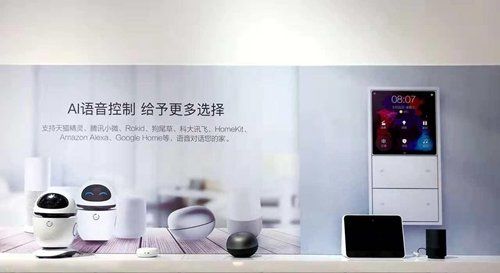 AI语音控制 给予更多选择
支持天猫精灵、腾讯小微、Rokid、狗尾草、科大讯飞、HomeKit、
Amazon Alexa、Google Home等，语音对话您的家。
08:07